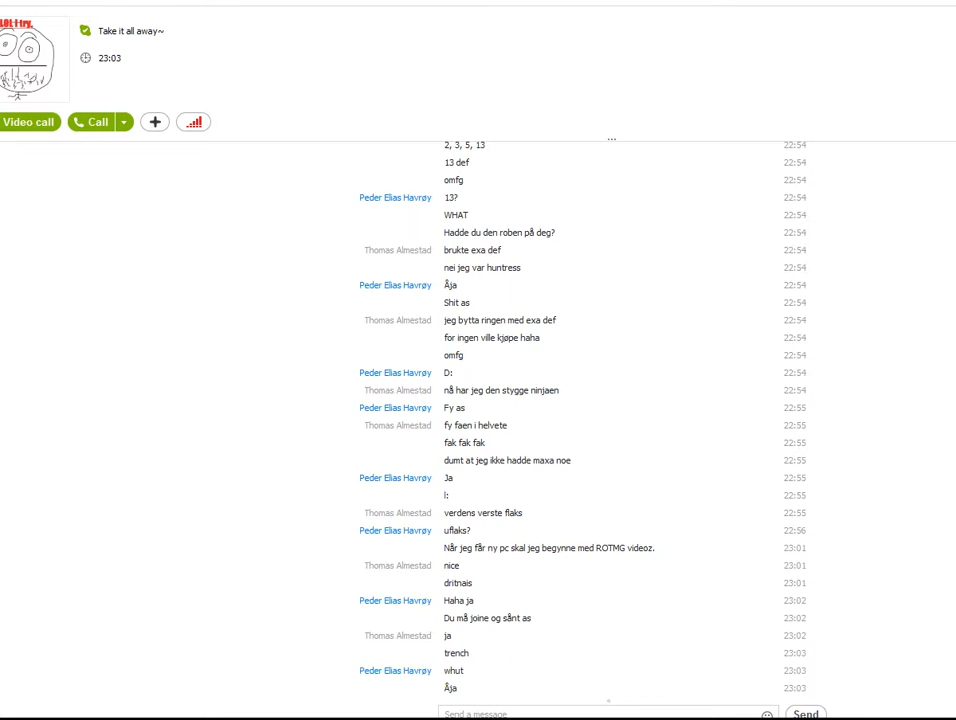 LOL I try.
Take it all away~
23:03
Video call
Call
...
2, 3, 5, 13 22:54
13 def 22:54
omfg 22:54
Peder Elias Havrøy 13? 22:54
WHAT 22:54
Hadde du den roben på deg? 22:54
Thomas Almestad brukte exa def 22:54
nei jeg var huntress 22:54
Peder Elias Havrøy Åja 22:54
Shit as 22:54
Thomas Almestad jeg bytta ringen med exa def 22:54
for ingen ville kjøpe haha 22:54
omfg 22:54
Peder Elias Havrøy D: 22:54
Thomas Almestad nå har jeg den stygge ninjaen 22:54
Peder Elias Havrøy Fy as 22:55
Thomas Almestad fy faen i helvete 22:55
fak fak fak 22:55
dumt at jeg ikke hadde maxa noe 22:55
Peder Elias Havrøy Ja 22:55
l: 22:55
Thomas Almestad verdens verste flaks 22:55
Peder Elias Havrøy uflaks? 22:56
Når jeg får ny pc skal jeg begynne med ROTMG videoz. 23:01
Thomas Almestad nice 23:01
dritnais 23:01
Peder Elias Havrøy Haha ja 23:02
Du må joine og sånt as 23:02
Thomas Almestad ja 23:02
trench 23:03
Peder Elias Havrøy whut 23:03
Åja 23:03
Send a message Send